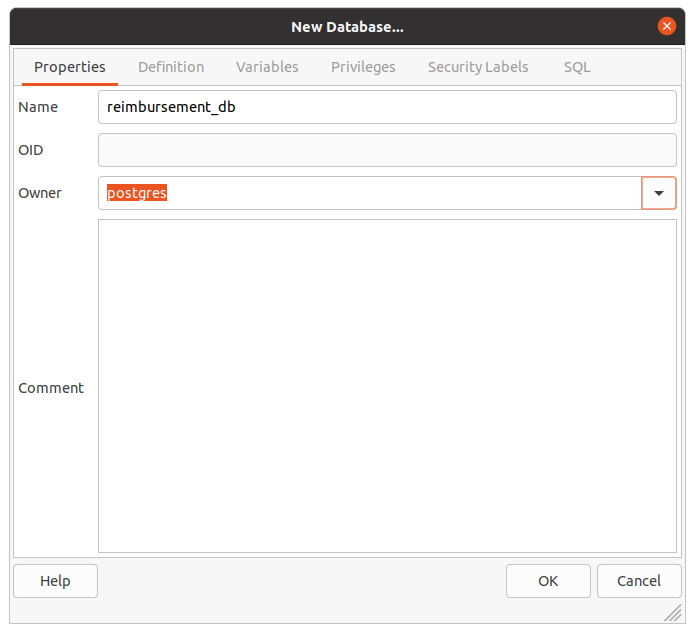 New Database...
Properties Definition Variables Privileges Security Labels SQL
Name reimbursement_db
OID
Owner postgres
Comment
Help OK Cancel